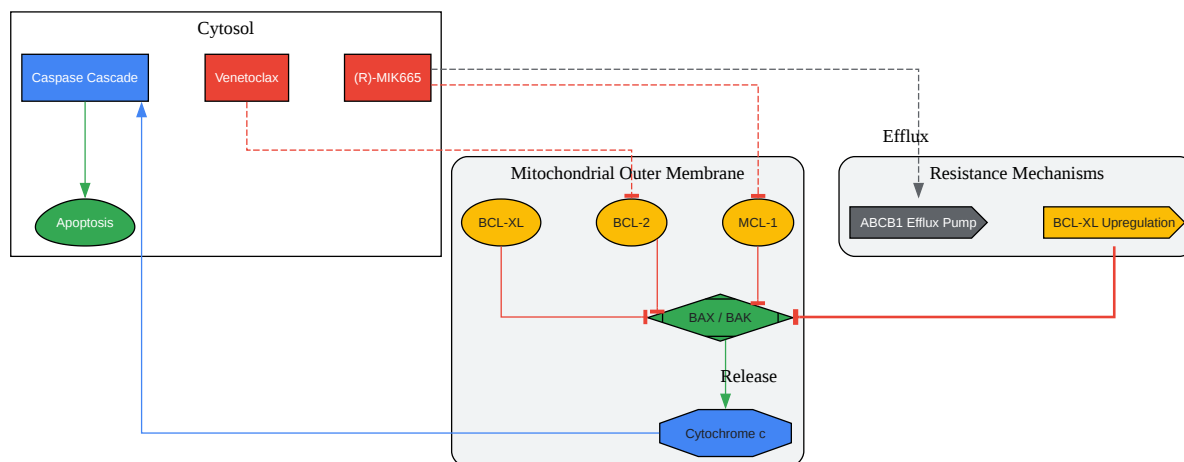 Cytosol
Caspase Cascade
Venetoclax
(R)-MIK665
Apoptosis
Efflux
Mitochondrial Outer Membrane
Resistance Mechanisms
BCL-XL
BCL-2
MCL-1
ABCB1 Efflux Pump
BCL-XL Upregulation
BAX / BAK
Release
Cytochrome c